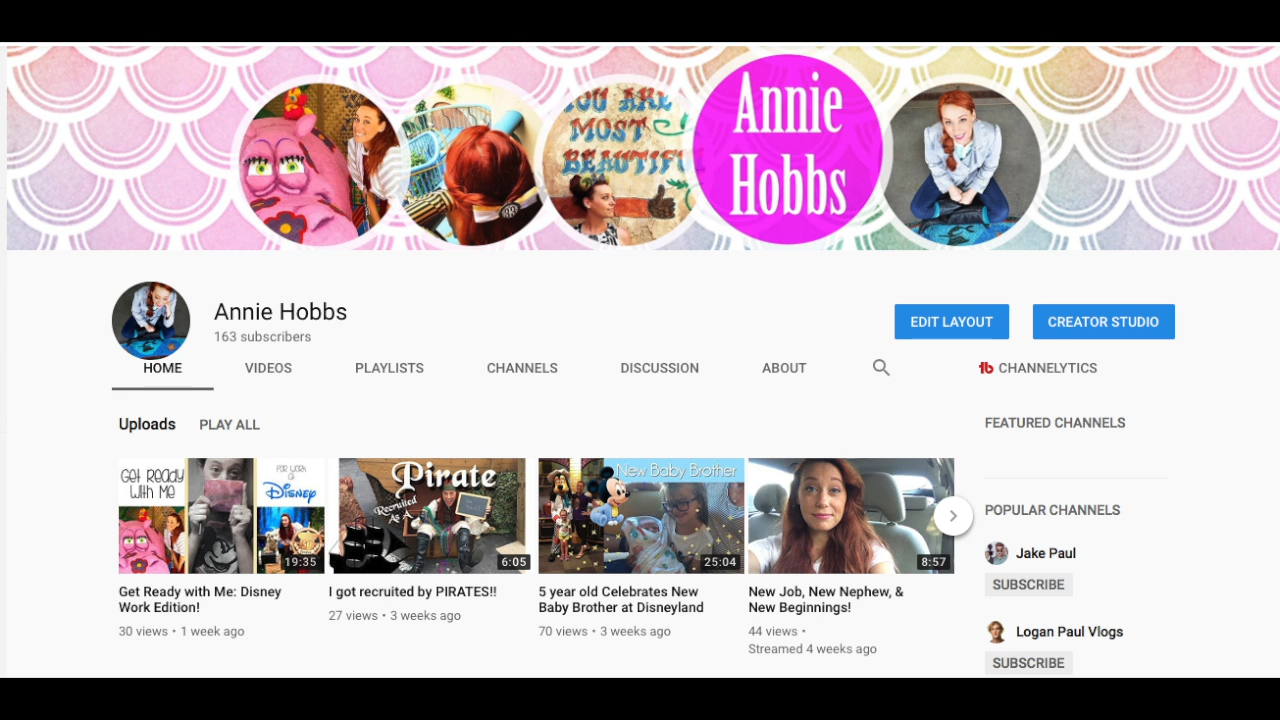 YOU ARE
MOST
BEAUTIFUL
Annie
Hobbs
Annie Hobbs
163 subscribers
EDIT LAYOUT
CREATOR STUDIO
HOME
VIDEOS
PLAYLISTS
CHANNELS
DISCUSSION
ABOUT
CHANNELYTICS
Uploads
PLAY ALL
FEATURED CHANNELS
GET READY
WITH ME
FOR WORK
@
DISNEY
19:35
Pirate
Recruited
As A
6:05
New Baby Brother
25:04
8:57
Get Ready with Me: Disney
Work Edition!
30 views • 1 week ago
I got recruited by PIRATES!!
27 views • 3 weeks ago
5 year old Celebrates New
Baby Brother at Disneyland
70 views • 3 weeks ago
New Job, New Nephew, &
New Beginnings!
44 views •
Streamed 4 weeks ago
POPULAR CHANNELS
Jake Paul
SUBSCRIBE
Logan Paul Vlogs
SUBSCRIBE